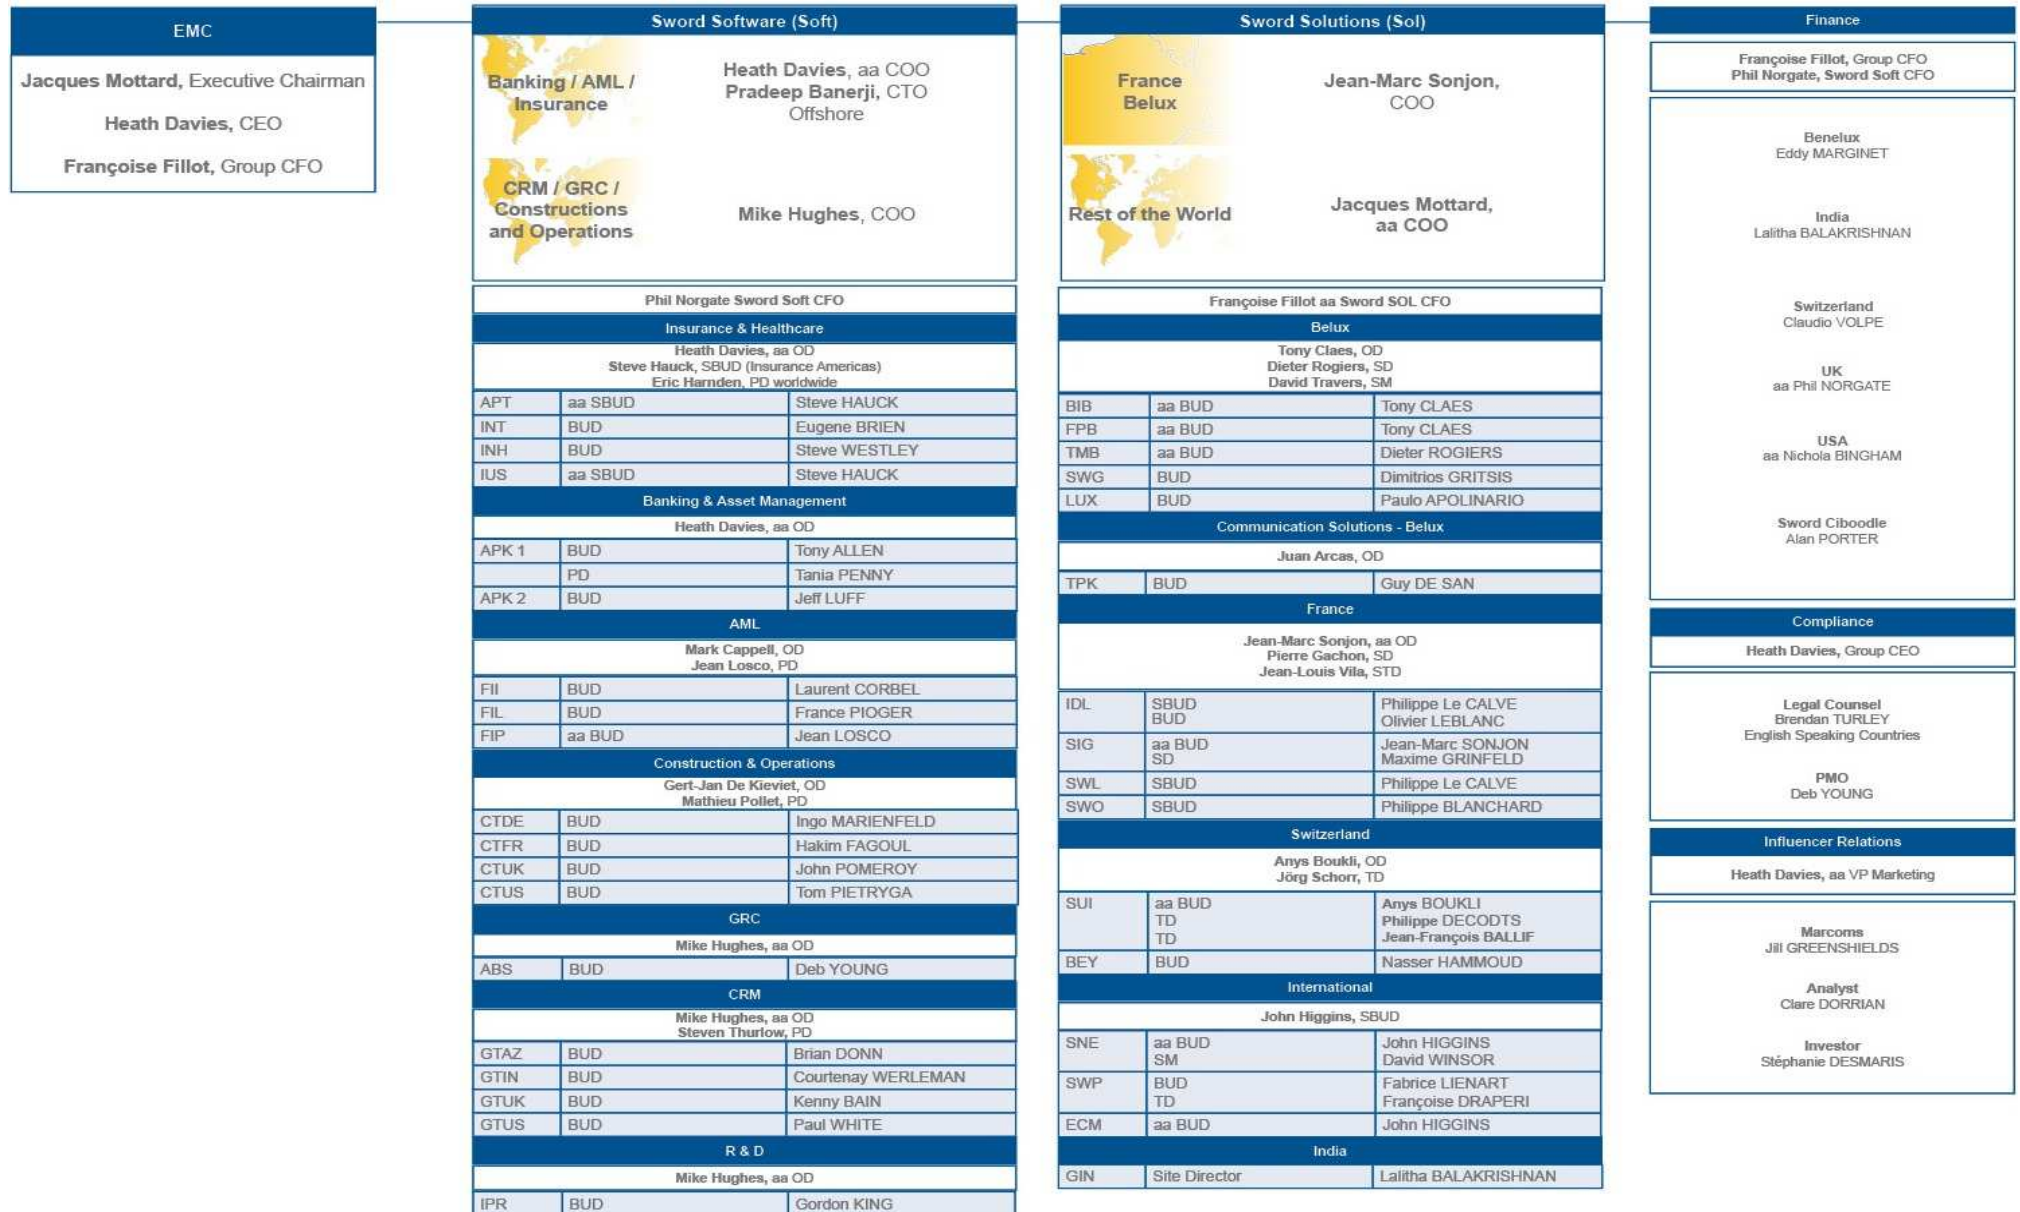 EMC
Jacques Mottard, Executive Chairman
Heath Davies, CEO
Françoise Fillot, Group CFO
Sword Software (Soft)
Banking / AML /
Insurance
Heath Davies, aa COO
Pradeep Banerji, CTO
Offshore
CRM / GRC /
Constructions
and Operations
Mike Hughes, COO
Phil Norgate Sword Soft CFO
Insurance & Healthcare
Heath Davies, aa OD
Steve Hauck, SBUD (Insurance Americas)
Eric Harnden, PD worldwide
APT aa SBUD Steve HAUCK
INT BUD Eugene BRIEN
INH BUD Steve WESTLEY
IUS aa SBUD Steve HAUCK
Banking & Asset Management
Heath Davies, aa OD
APK 1 BUD Tony ALLEN
PD Tania PENNY
APK 2 BUD Jeff LUFF
AML
Mark Cappell, OD
Jean Losco, PD
FII BUD Laurent CORBEL
FIL BUD France PIOGER
FIP aa BUD Jean LOSCO
Construction & Operations
Gert-Jan De Kieviet, OD
Mathieu Pollet, PD
CTDE BUD Ingo MARIENFELD
CTFR BUD Hakim FAGOUL
CTUK BUD John POMEROY
CTUS BUD Tom PIETRYGA
GRC
Mike Hughes, aa OD
ABS BUD Deb YOUNG
CRM
Mike Hughes, aa OD
Steven Thurlow, PD
GTAZ BUD Brian DONN
GTIN BUD Courtenay WERLEMAN
GTUK BUD Kenny BAIN
GTUS BUD Paul WHITE
R & D
Mike Hughes, aa OD
IPR BUD Gordon KING
Sword Solutions (Sol)
France
Belux
Jean-Marc Sonjon,
COO
Rest of the World
Jacques Mottard,
aa COO
Françoise Fillot aa Sword SOL CFO
Belux
Tony Claes, OD
Dieter Rogiers, SD
David Travers, SM
BIB aa BUD Tony CLAES
FPB aa BUD Tony CLAES
TMB aa BUD Dieter ROGIERS
SWG BUD Dimitrios GRITSIS
LUX BUD Paulo APOLINARIO
Communication Solutions - Belux
Juan Arcas, OD
TPK BUD Guy DE SAN
France
Jean-Marc Sonjon, aa OD
Pierre Gachon, SD
Jean-Louis Vila, STD
IDL SBUD Philippe Le CALVE
BUD Olivier LEBLANC
SIG aa BUD Jean-Marc SONJON
SD Maxime GRINFELD
SWL SBUD Philippe Le CALVE
SWO SBUD Philippe BLANCHARD
Switzerland
Anys Boukli, OD
Jörg Schorr, TD
SUI aa BUD Anys BOUKLI
TD Philippe DECODTS
TD Jean-François BALLIF
BEY BUD Nasser HAMMOUD
International
John Higgins, SBUD
SNE aa BUD John HIGGINS
SM David WINSOR
SWP BUD Fabrice LIENART
TD Françoise DRAPERI
ECM aa BUD John HIGGINS
India
GIN Site Director Lalitha BALAKRISHNAN
Finance
Françoise Fillot, Group CFO
Phil Norgate, Sword Soft CFO
Benelux
Eddy MARGINET
India
Lalitha BALAKRISHNAN
Switzerland
Claudio VOLPE
UK
aa Phil NORGATE
USA
aa Nichola BINGHAM
Sword Ciboodle
Alan PORTER
Compliance
Heath Davies, Group CEO
Legal Counsel
Brendan TURLEY
English Speaking Countries
PMO
Deb YOUNG
Influencer Relations
Heath Davies, aa VP Marketing
Marcoms
Jill GREENSHIELDS
Analyst
Clare DORRIAN
Investor
Stéphanie DESMARIS